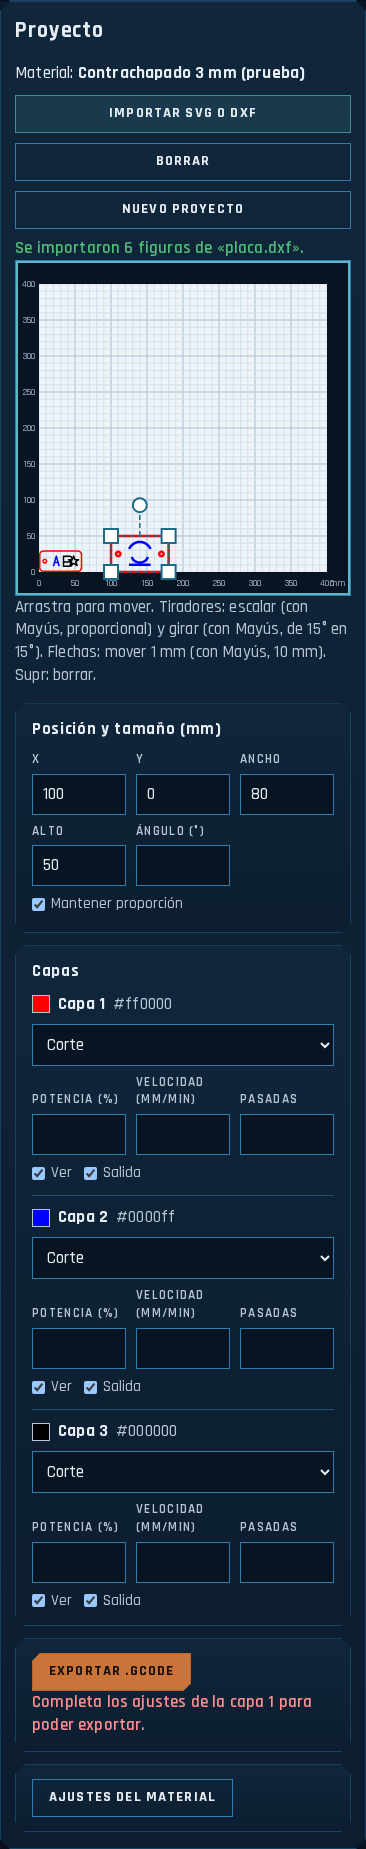 Proyecto
Material: Contrachapado 3 mm (prueba)
IMPORTAR SVG O DXF
BORRAR
NUEVO PROYECTO
Se importaron 6 figuras de «placa.dxf».
400
350
300
250
200
150
100
50
0
A B
0 50 100 150 200 250 300 350 400 mm
Arrastra para mover. Tiradores: escalar (con
Mayús, proporcional) y girar (con Mayús, de 15° en
15°). Flechas: mover 1 mm (con Mayús, 10 mm).
Supr: borrar.
Posición y tamaño (mm)
X Y ANCHO
100 0 80
ALTO ÁNGULO (°)
50
Mantener proporción
Capas
Capa 1 #ff0000
Corte
POTENCIA (%) VELOCIDAD (MM/MIN) PASADAS
Ver Salida
Capa 2 #0000ff
Corte
POTENCIA (%) VELOCIDAD (MM/MIN) PASADAS
Ver Salida
Capa 3 #000000
Corte
POTENCIA (%) VELOCIDAD (MM/MIN) PASADAS
Ver Salida
EXPORTAR .GCODE
Completa los ajustes de la capa 1 para
poder exportar.
AJUSTES DEL MATERIAL